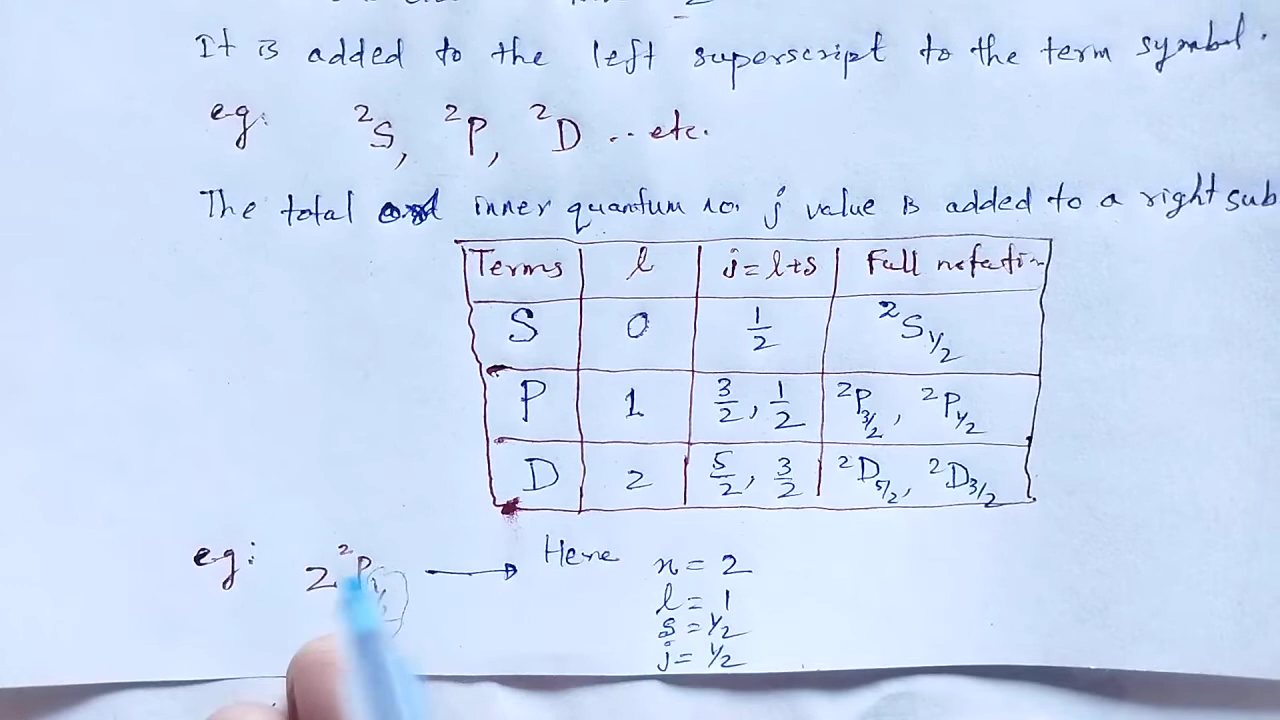 It is added to the left superscript to the term symbol.
eg: ²S, ²P, ²D ... etc.
The total inner quantum no. j value is added to a right sub
Terms l j=l+s Full notation
S 0 1/2 ²S1/2
P 1 3/2, 1/2 ²P3/2, ²P1/2
D 2 5/2, 3/2 ²D5/2, ²D3/2
eg: 2 ²P1/2 → Here n = 2
l = 1
s = 1/2
j = 1/2